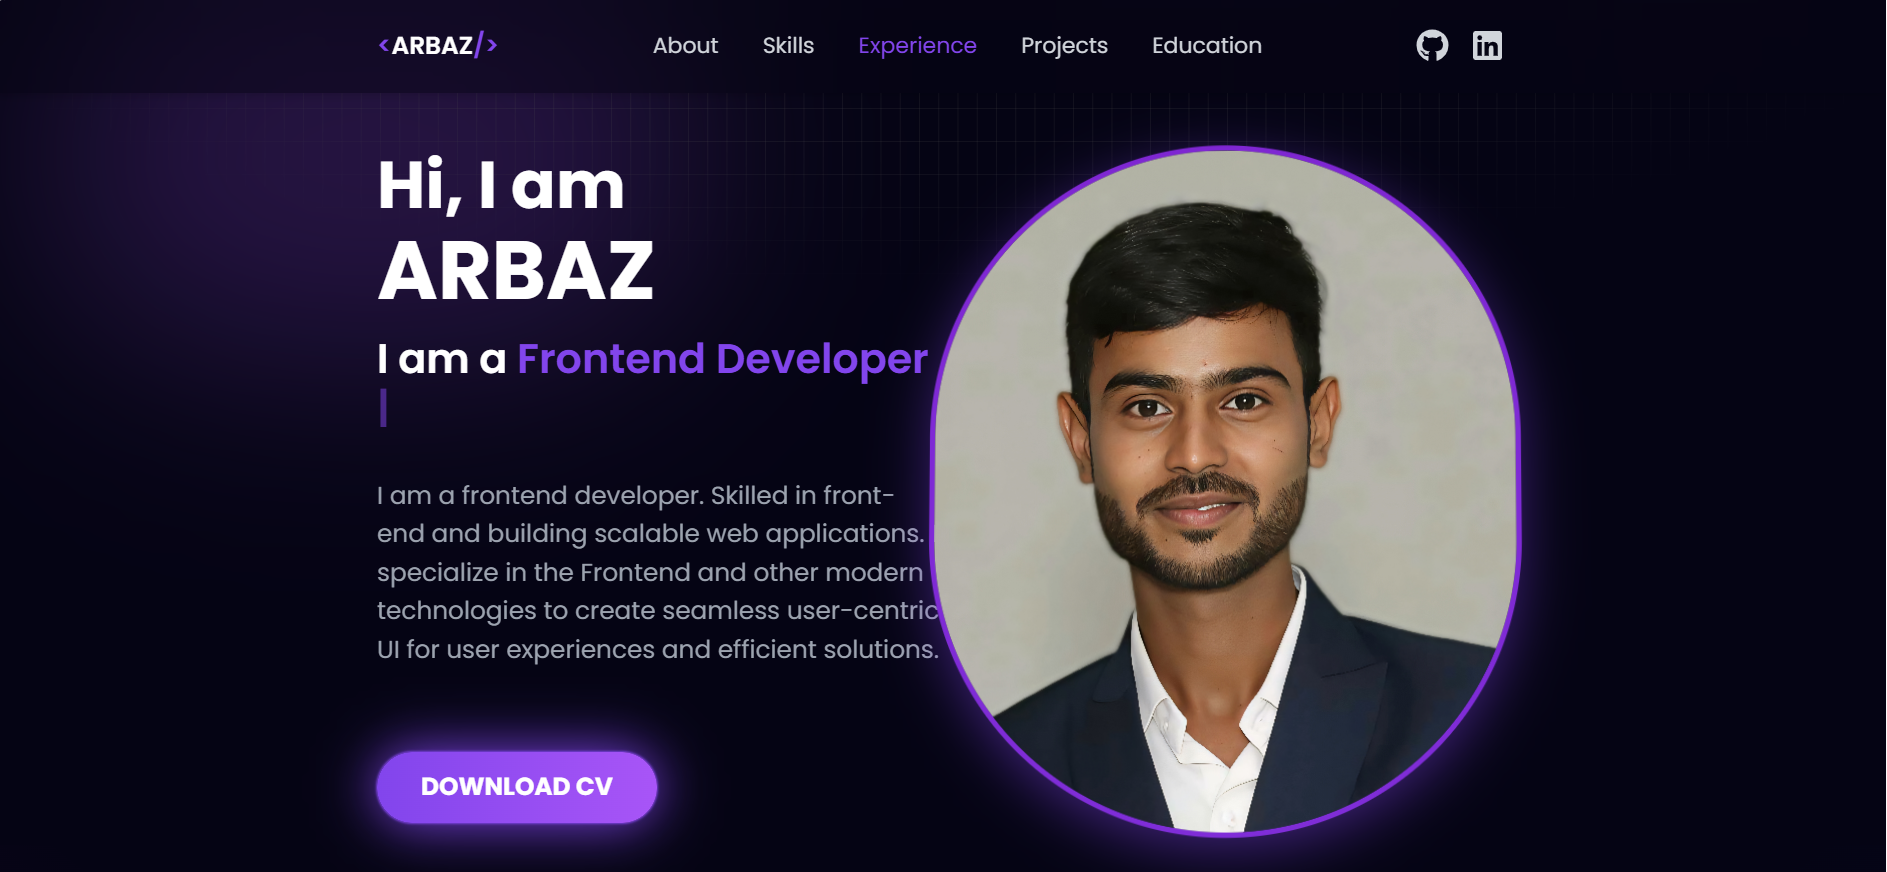 <ARBAZ/>
About Skills Experience Projects Education
Hi, I am
ARBAZ
I am a Frontend Developer
|
I am a frontend developer. Skilled in front-
end and building scalable web applications.
specialize in the Frontend and other modern
technologies to create seamless user-centric
UI for user experiences and efficient solutions.
DOWNLOAD CV